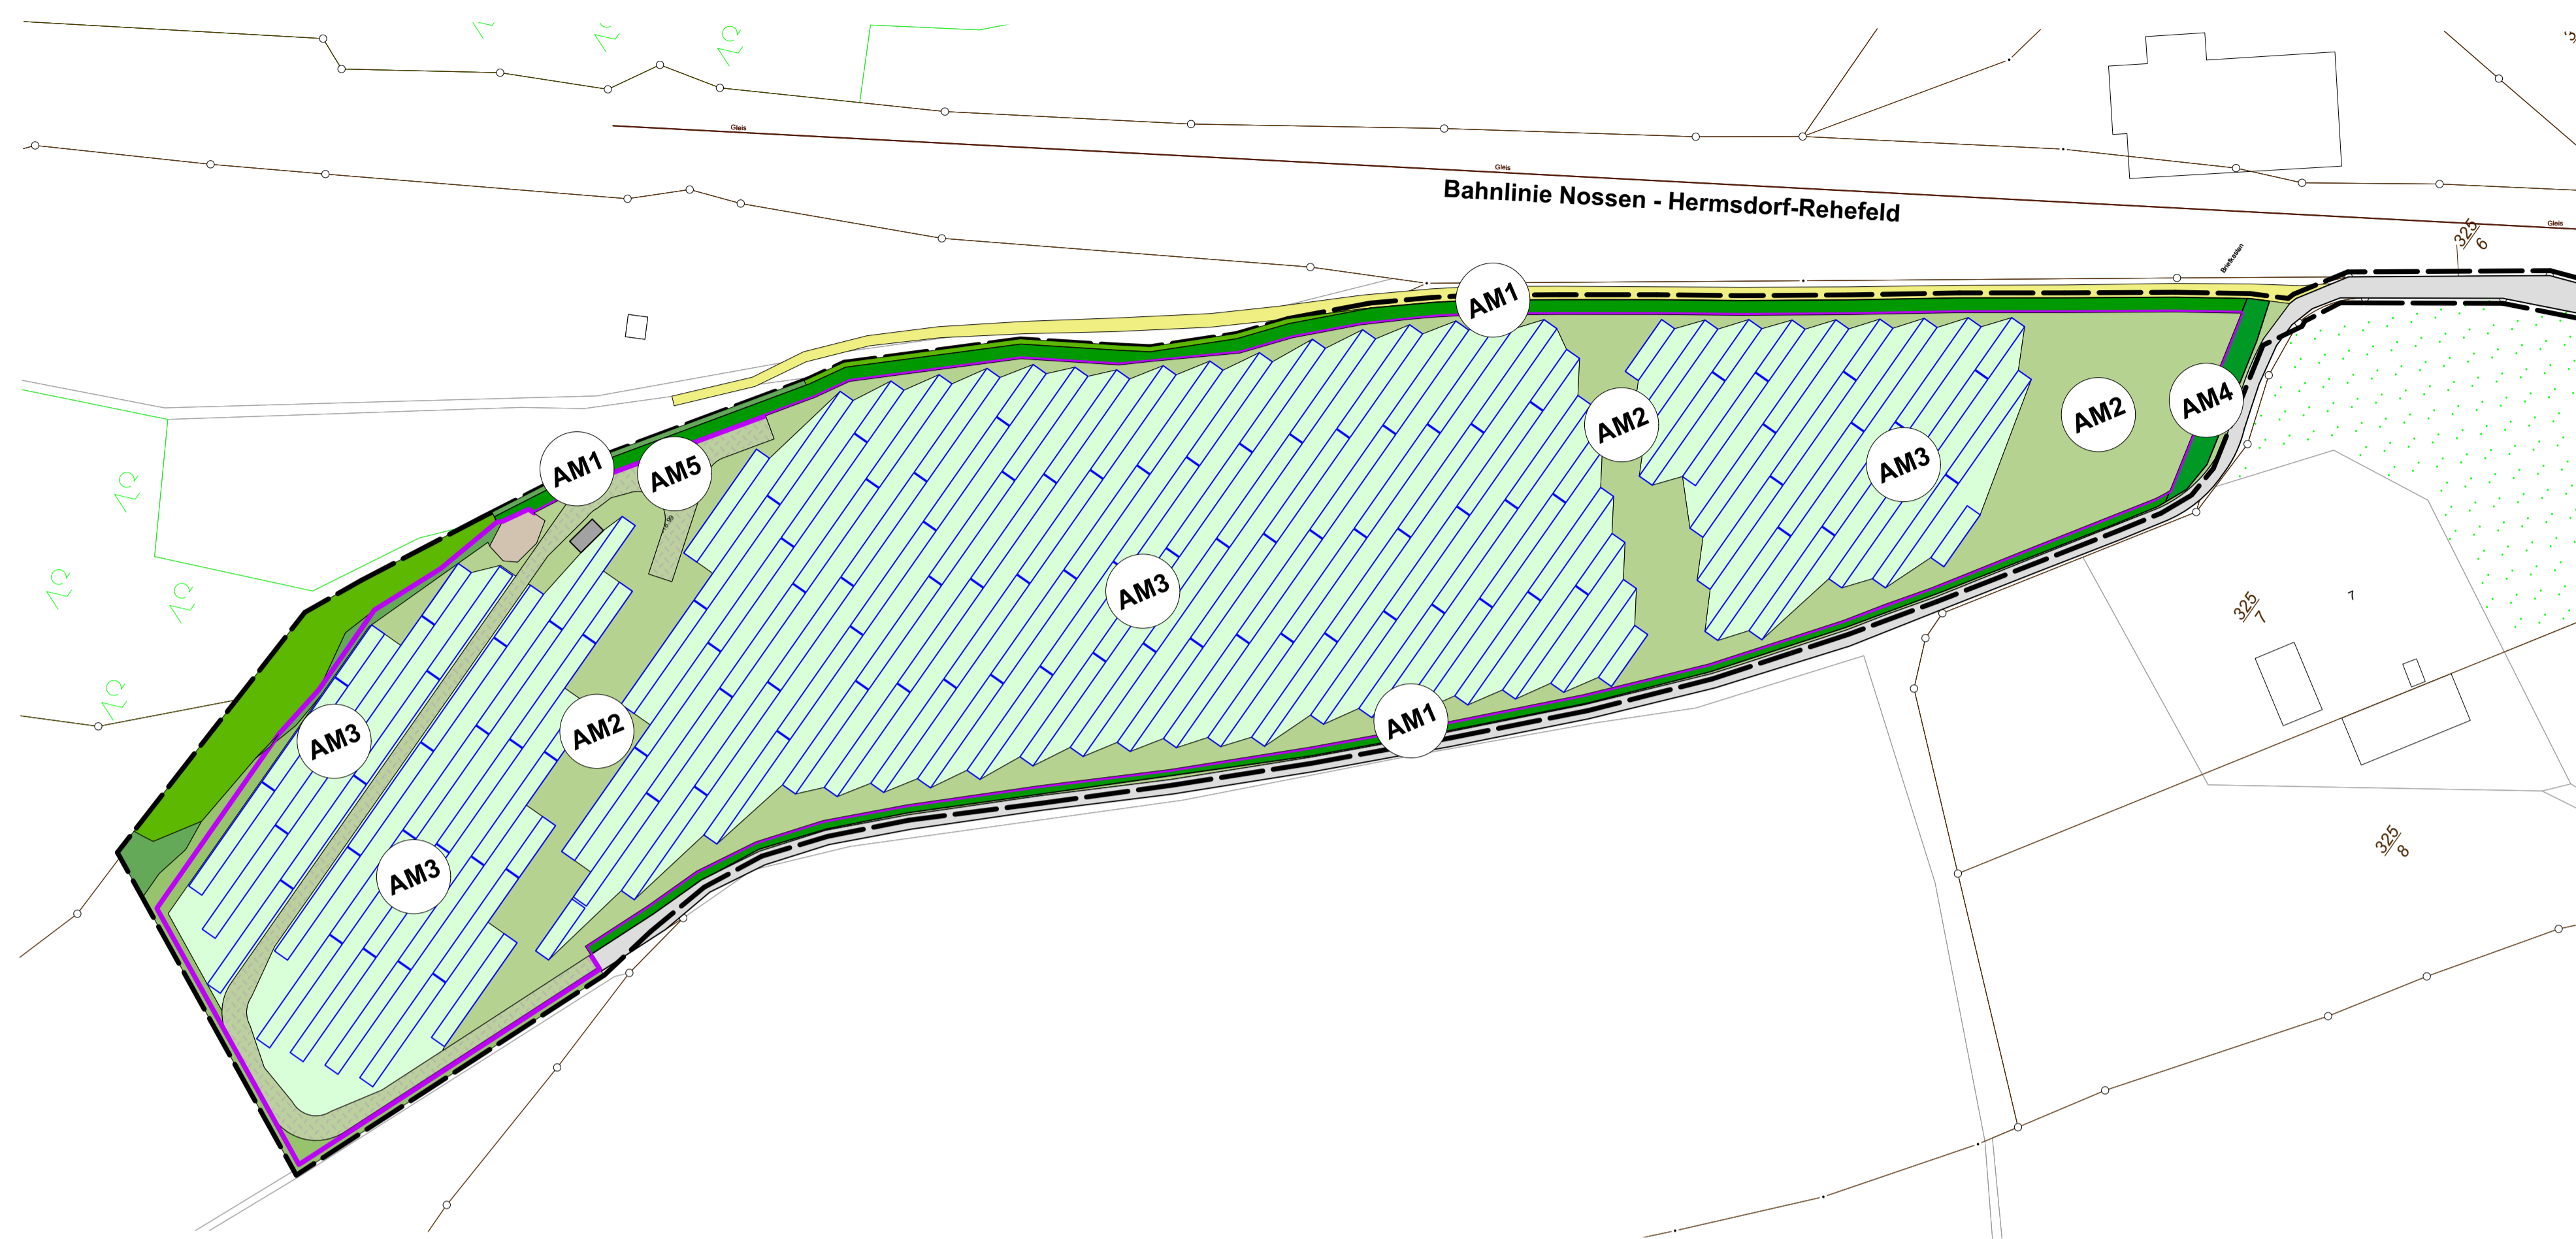 Gleis
Gleis
Bahnlinie Nossen - Hermsdorf-Rehefeld
Gleis
325
6
Briefkasten
AM1
AM1
AM5
AM2
AM2
AM4
AM3
AM3
AM3
AM2
AM1
AM3
325
7
7
325
8